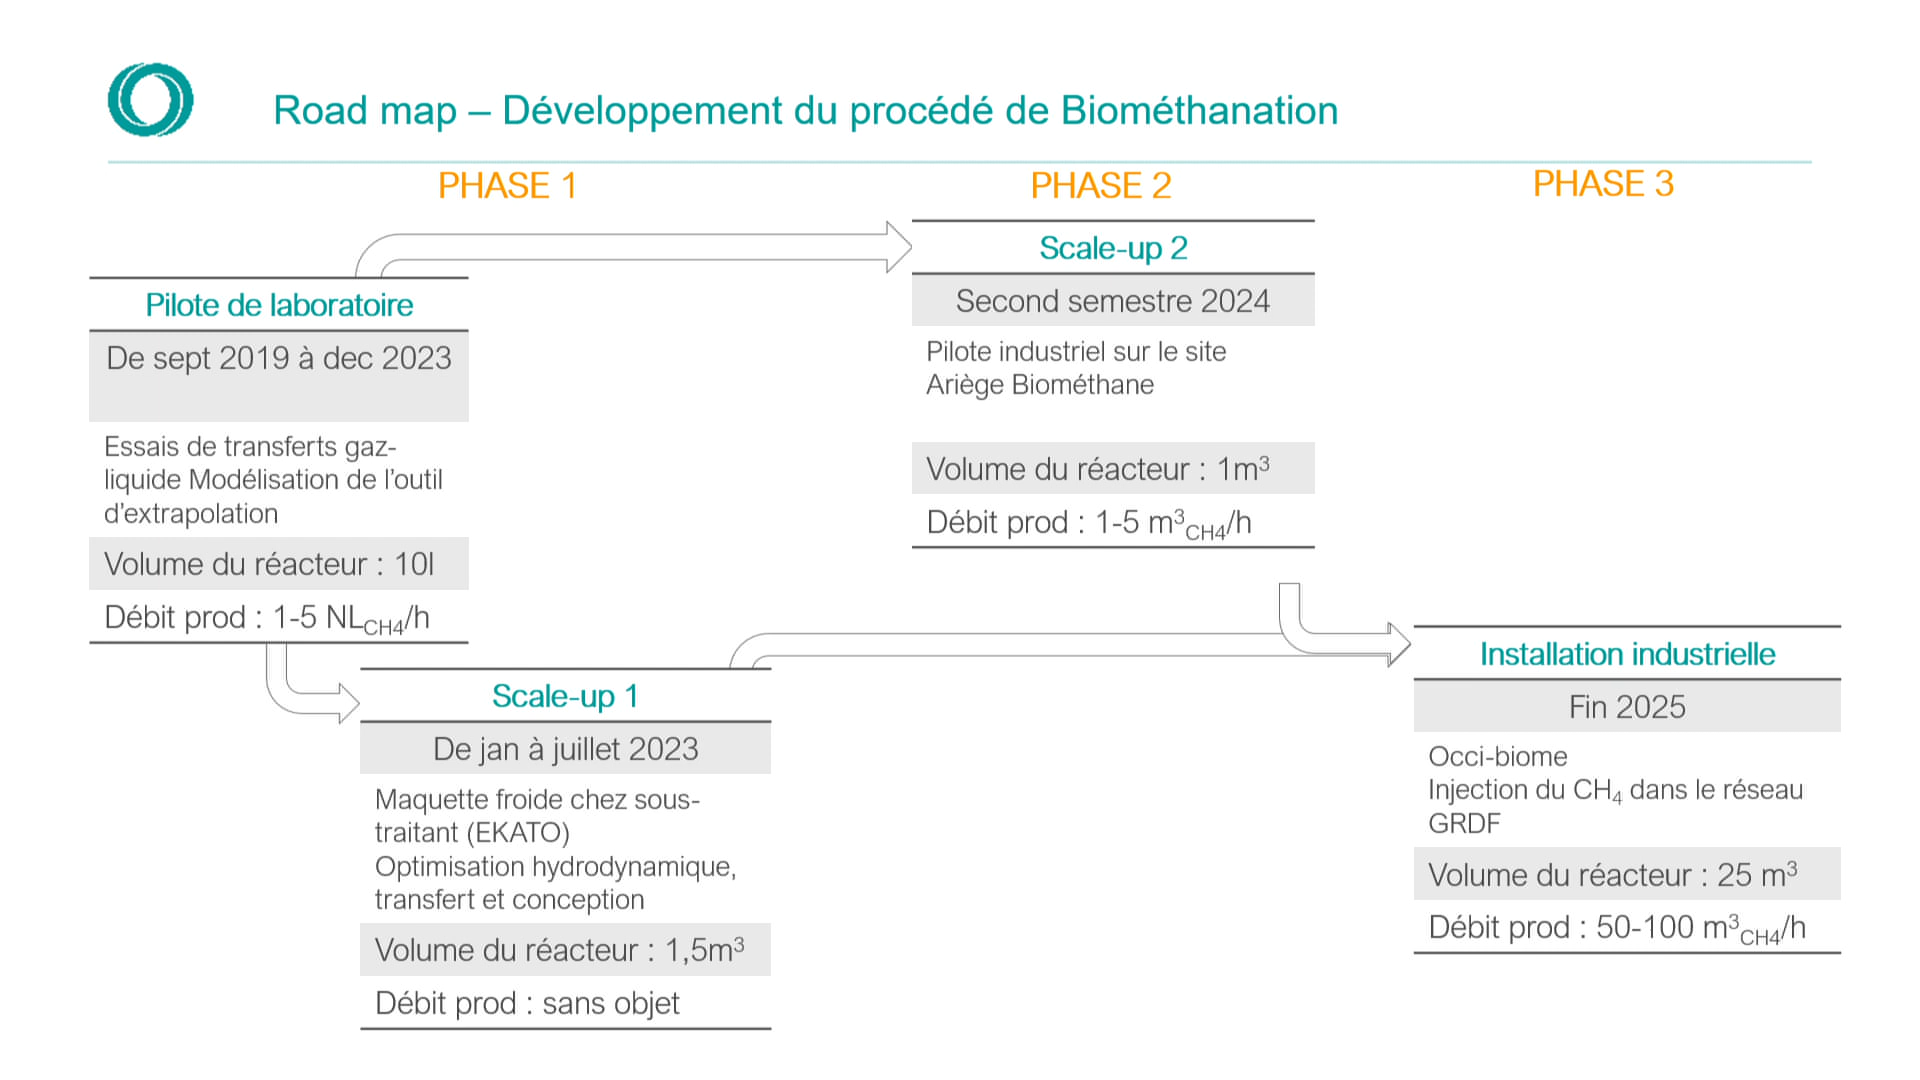 Road map – Développement du procédé de Biométhanation
PHASE 1
PHASE 2
PHASE 3
Pilote de laboratoire
De sept 2019 à dec 2023
Essais de transferts gaz-
liquide Modélisation de l’outil
d'extrapolation
Volume du réacteur : 10l
Débit prod : 1-5 NL_CH4/h
Scale-up 1
De jan à juillet 2023
Maquette froide chez sous-
traitant (EKATO)
Optimisation hydrodynamique,
transfert et conception
Volume du réacteur : 1,5m³
Débit prod : sans objet
Scale-up 2
Second semestre 2024
Pilote industriel sur le site
Ariège Biométhane
Volume du réacteur : 1m³
Débit prod : 1-5 m³_CH4/h
Installation industrielle
Fin 2025
Occi-biome
Injection du CH₄ dans le réseau
GRDF
Volume du réacteur : 25 m³
Débit prod : 50-100 m³_CH4/h